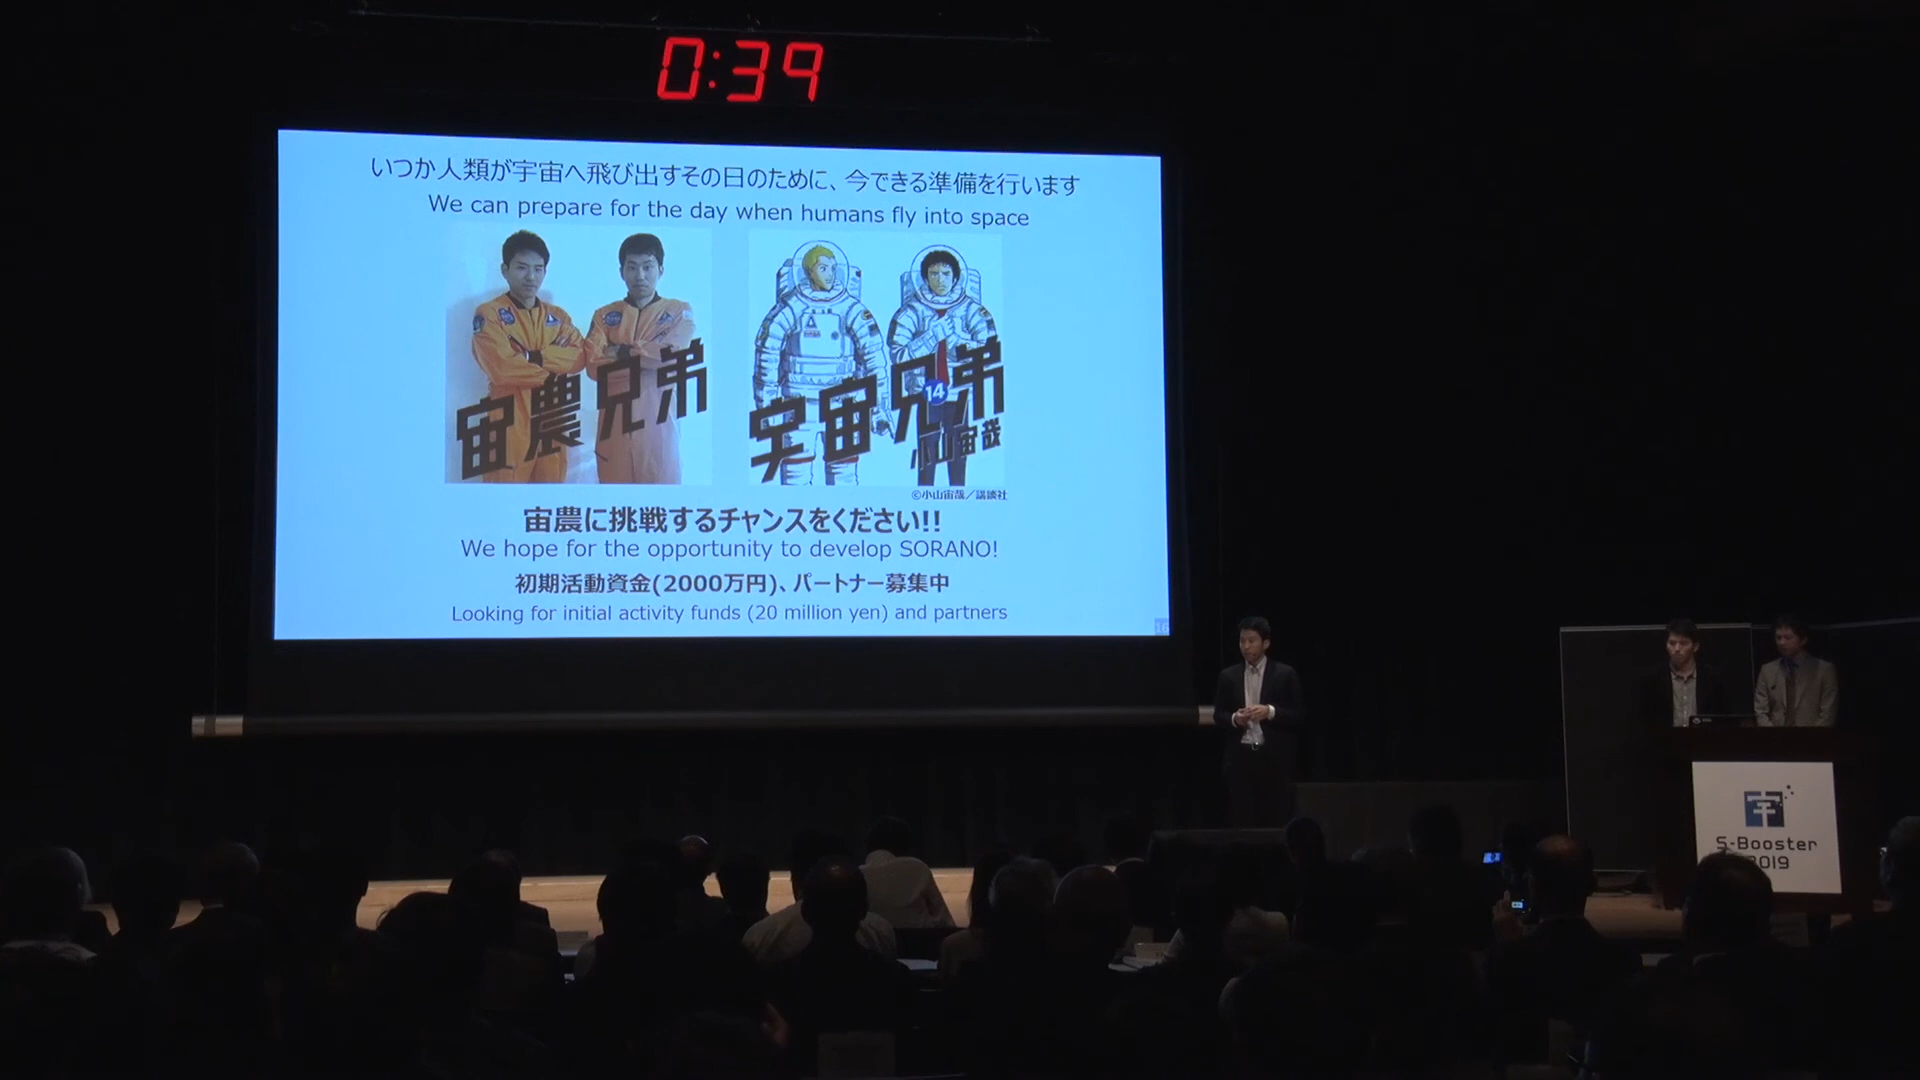 0:39
いつか人類が宇宙へ飛び出すその日のために、今できる準備を行います
We can prepare for the day when humans fly into space
宙農兄弟
宇宙兄弟
14
小山宙哉
©小山宙哉／講談社
宙農に挑戦するチャンスをください!!
We hope for the opportunity to develop SORANO!
初期活動資金(2000万円)、パートナー募集中
Looking for initial activity funds (20 million yen) and partners
宇
S-Booster
2019